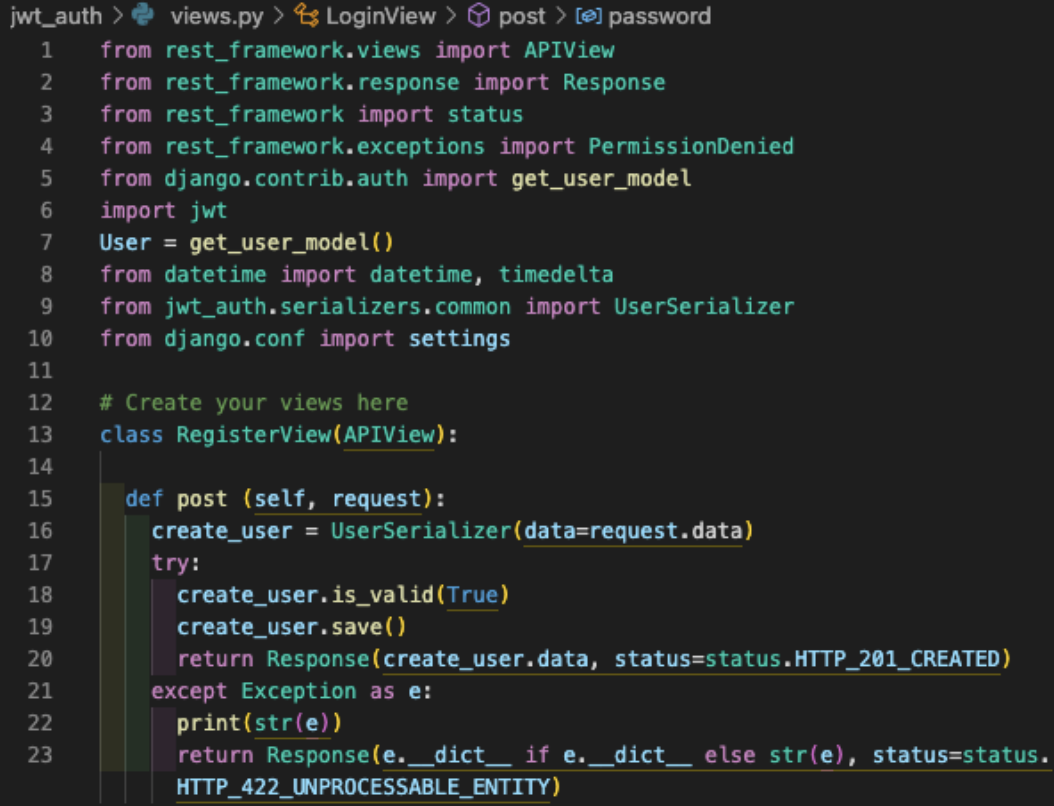 jwt_auth > views.py > LoginView > post > password
1 from rest_framework.views import APIView
2 from rest_framework.response import Response
3 from rest_framework import status
4 from rest_framework.exceptions import PermissionDenied
5 from django.contrib.auth import get_user_model
6 import jwt
7 User = get_user_model()
8 from datetime import datetime, timedelta
9 from jwt_auth.serializers.common import UserSerializer
10 from django.conf import settings
11
12 # Create your views here
13 class RegisterView(APIView):
14
15   def post (self, request):
16     create_user = UserSerializer(data=request.data)
17     try:
18       create_user.is_valid(True)
19       create_user.save()
20       return Response(create_user.data, status=status.HTTP_201_CREATED)
21     except Exception as e:
22       print(str(e))
23       return Response(e.__dict__ if e.__dict__ else str(e), status=status.
HTTP_422_UNPROCESSABLE_ENTITY)